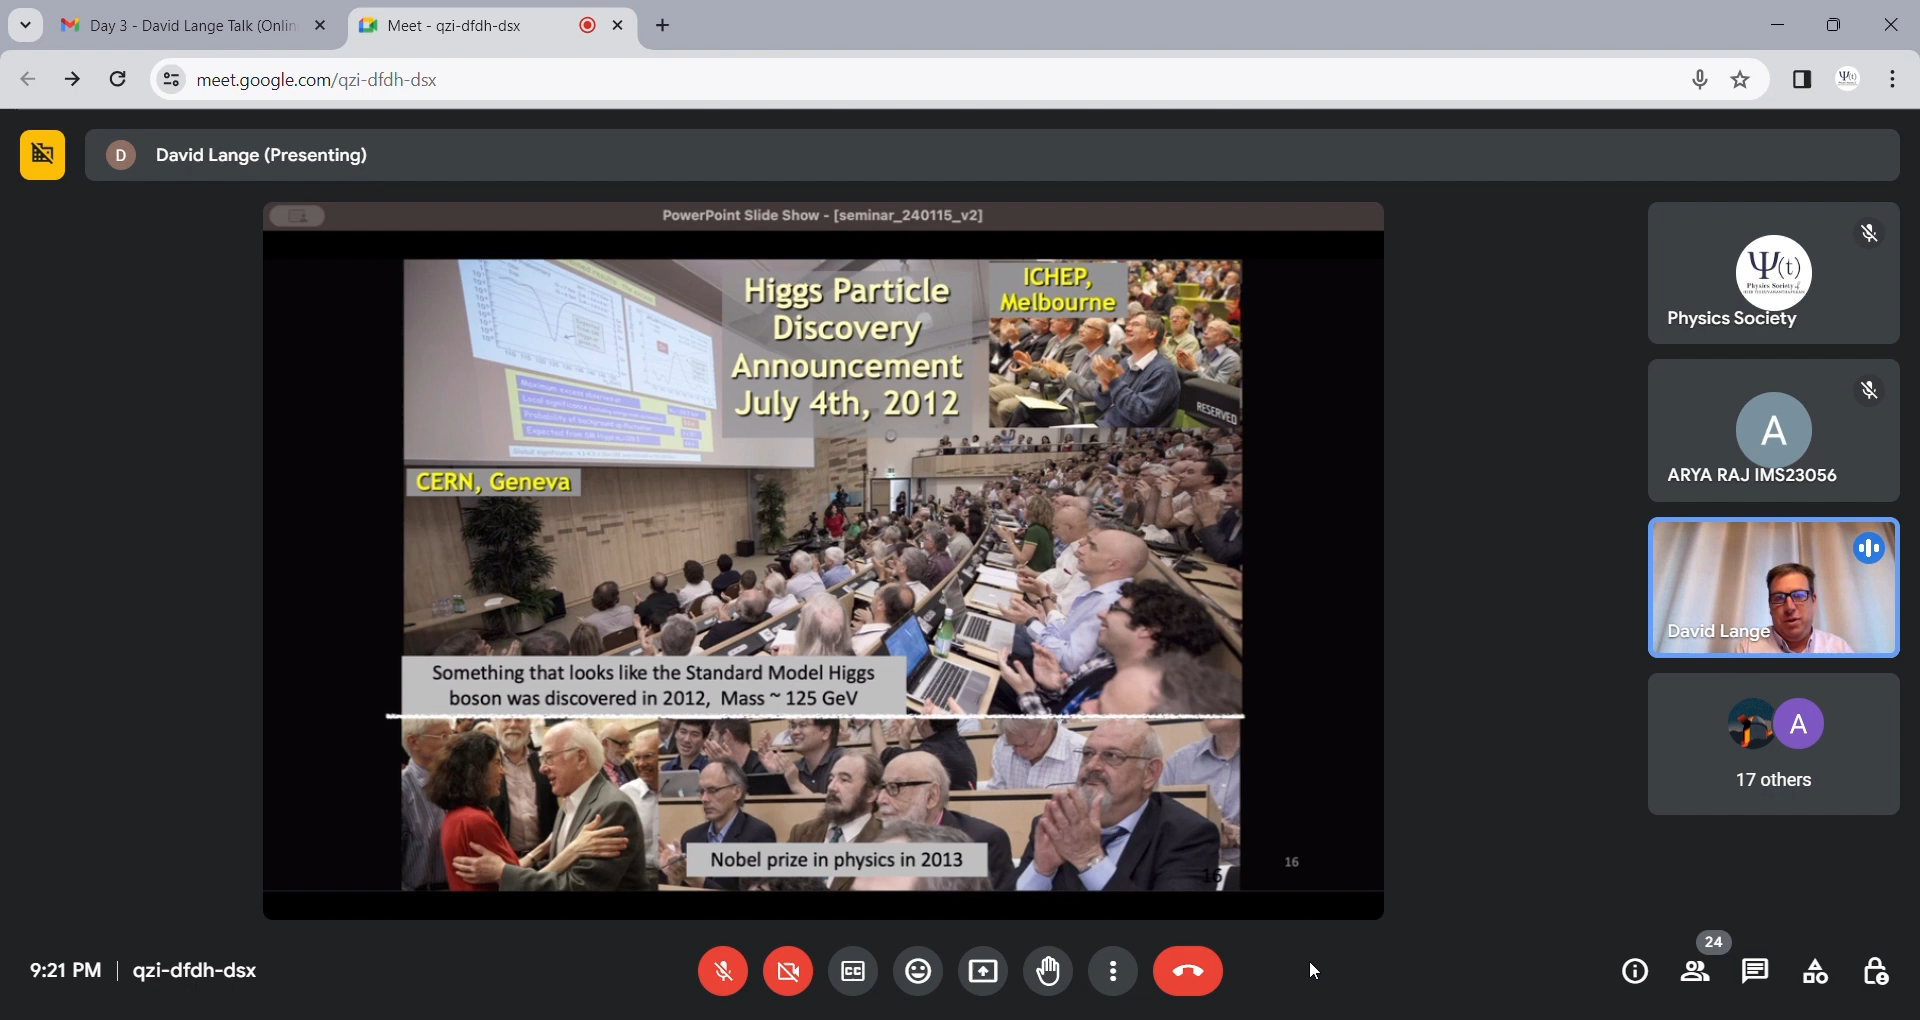 Day 3 - David Lange Talk (Onlin
Meet - qzi-dfdh-dsx
meet.google.com/qzi-dfdh-dsx
D
David Lange (Presenting)
PowerPoint Slide Show - [seminar_240115_v2]
Higgs Particle
Discovery
Announcement
July 4th, 2012
ICHEP,
Melbourne
RESERVED
CERN, Geneva
Something that looks like the Standard Model Higgs
boson was discovered in 2012, Mass ~ 125 GeV
Nobel prize in physics in 2013
16
16
Ψ(t)
Physics Society
A
ARYA RAJ IMS23056
David Lange
A
17 others
9:21 PM | qzi-dfdh-dsx
CC
24